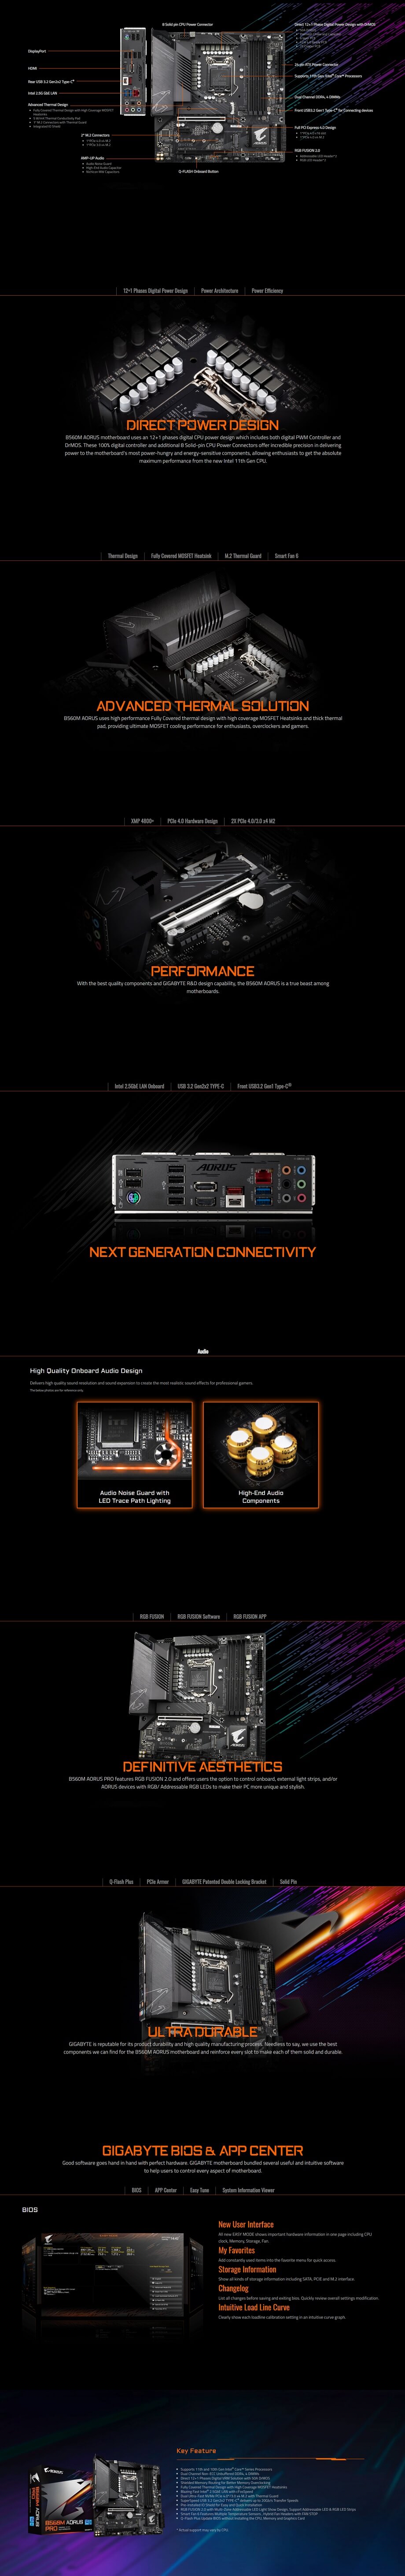 8 Solid-pin CPU Power Connector
Direct 12+1 Phase Digital Power Design with DrMOS
DisplayPort
24-pin ATX Power Connector
HDMI
Supports 11th Gen Intel® Core™ Processors
Rear USB 3.2 Gen2x2 Type-C®
Intel 2.5G GbE LAN
Dual Channel DDR4, 4 DIMMs
Advanced Thermal Design
Fully Covered Thermal Design with High Coverage MOSFET
Heatsinks
Front USB3.2 Gen1 Type-C® for Connecting devices
Full PCI Express 4.0 Design
2* M.2 Connectors
RGB FUSION 2.0
AMP-UP Audio
Audio Noise Guard
High-End Audio Capacitor
Q-FLASH Onboard Button
12+1 Phases Digital Power Design
Power Architecture
Power Efficiency
DIRECT POWER DESIGN
B560M AORUS motherboard uses an 12+1 phases digital CPU power design which includes both digital PWM Controller and
DrMOS. These 100% digital controller and additional 8 Solid-pin CPU Power Connectors offer incredible precision in delivering
power to the motherboard's most power-hungry and energy-sensitive components, allowing enthusiasts to get the absolute
maximum performance from the new Intel 11th Gen CPU.
Thermal Design
Fully Covered MOSFET Heatsink
M.2 Thermal Guard
Smart Fan 6
ADVANCED THERMAL SOLUTION
B560M AORUS uses high performance Fully Covered thermal design with high coverage MOSFET Heatsinks and thick thermal
pad, providing ultimate MOSFET cooling performance for enthusiasts, overclockers and gamers.
XMP 4800+
PCIe 4.0 Hardware Design
2X PCIe 4.0/3.0 x4 M2
PERFORMANCE
With the best quality components and GIGABYTE R&D design capability, the B560M AORUS is a true beast among
motherboards.
Intel 2.5GbE LAN Onboard
USB 3.2 Gen2x2 TYPE-C
Front USB3.2 Gen1 Type-C®
AORUS
NEXT GENERATION CONNECTIVITY
Audio
High Quality Onboard Audio Design
Delivers high quality sound resolution and sound expansion to create the most realistic sound effects for professional gamers.
Audio Noise Guard with
LED Trace Path Lighting
High-End Audio
Components
RGB FUSION
RGB FUSION Software
RGB FUSION APP
DEFINITIVE AESTHETICS
B560M AORUS PRO features RGB FUSION 2.0 and offers users the option to control onboard, external light strips, and/or
AORUS devices with RGB/ Addressable RGB LEDs to make their PC more unique and stylish.
Q-Flash Plus
PCIe Armor
GIGABYTE Patented Double Locking Bracket
Solid Pin
ULTRA DURABLE
GIGABYTE is reputable for its product durability and high quality manufacturing process. Needless to say, we use the best
components we can find for the B560M AORUS motherboard and reinforce every slot to make each of them solid and durable.
GIGABYTE BIOS & APP CENTER
Good software goes hand in hand with perfect hardware. GIGABYTE motherboard bundled several useful and intuitive software
to help users to control every aspect of motherboard.
BIOS
APP Center
Easy Tune
System Information Viewer
BIOS
New User Interface
All new EASY MODE shows important hardware information in one page including CPU
clock, Memory, Storage, Fan.
My Favorites
Add constantly used items into the favorite menu for quick access.
Storage Information
Show all kinds of storage information including SATA, PCIE and M.2 interface.
Changelog
List all changes before saving and exiting bios. Quickly review overall settings modification.
Intuitive Load Line Curve
Clearly show each loadline calibration setting in an intuitive curve graph.
Key Feature